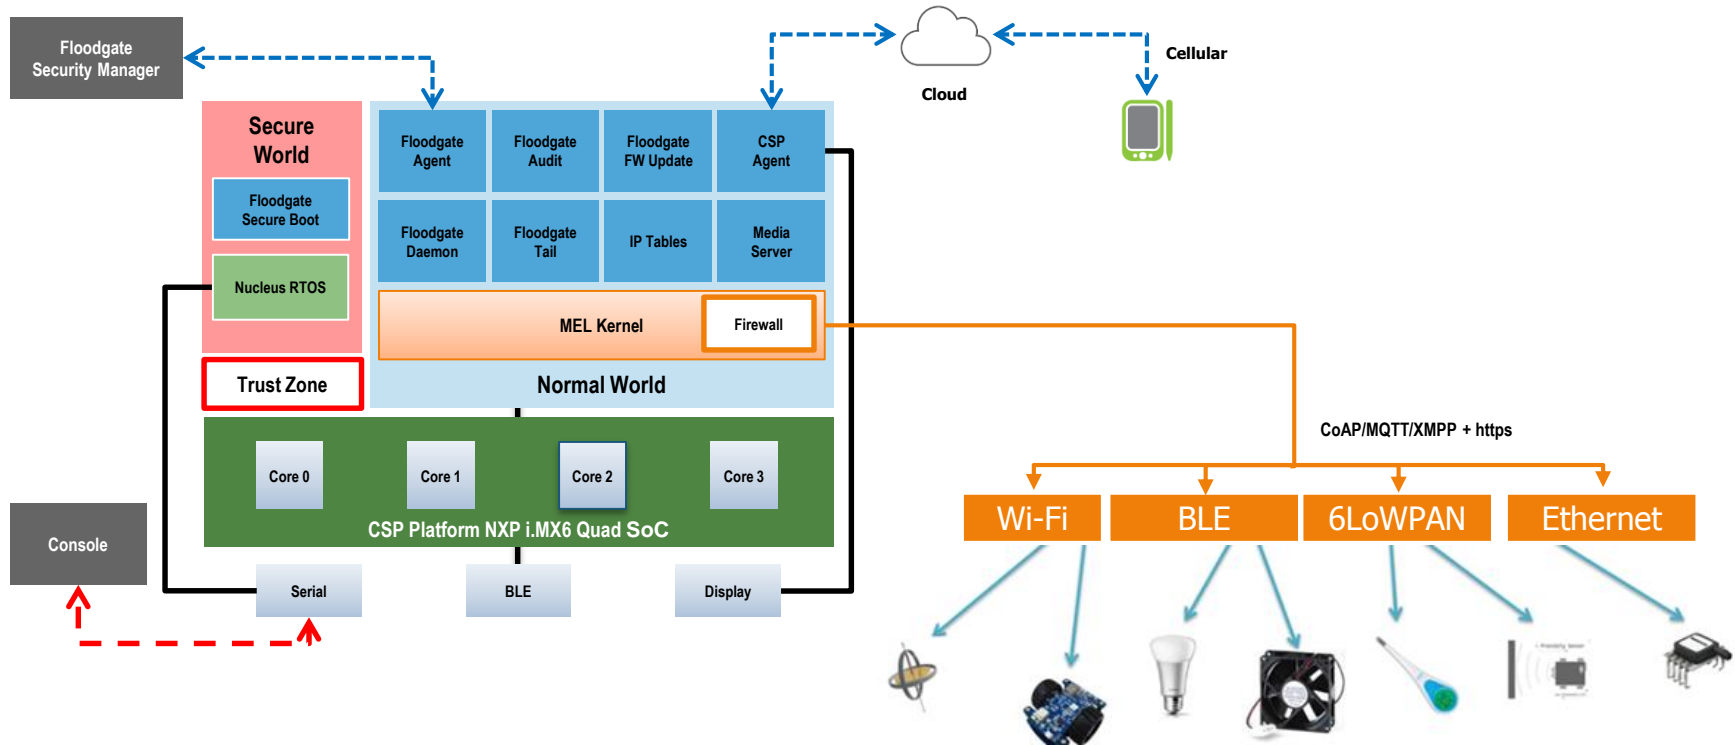 Floodgate
Security Manager
Cloud
Cellular
Secure
World
Floodgate
Secure Boot
Nucleus RTOS
Trust Zone
Floodgate
Agent
Floodgate
Audit
Floodgate
FW Update
CSP
Agent
Floodgate
Daemon
Floodgate
Tail
IP Tables
Media
Server
MEL Kernel
Firewall
Normal World
Core 0
Core 1
Core 2
Core 3
CSP Platform NXP i.MX6 Quad SoC
Console
Serial
BLE
Display
CoAP/MQTT/XMPP + https
Wi-Fi
BLE
6LoWPAN
Ethernet